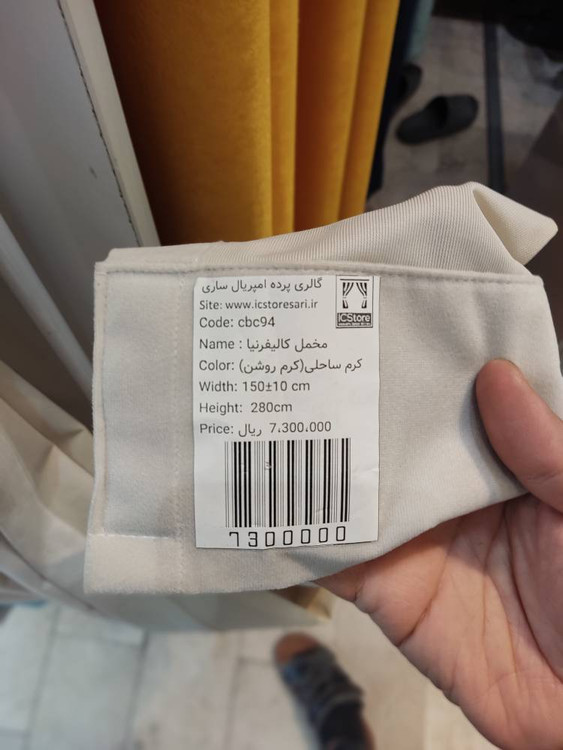 گالری پرده امپریال ساری
Site: www.icstoresari.ir
ICStore
Code: cbc94
Name : مخمل کالیفرنیا
Color: کرم ساحلی(کرم روشن)
Width: 150±10 cm
Height: 280cm
Price: 7،300،000 ریال
7300000